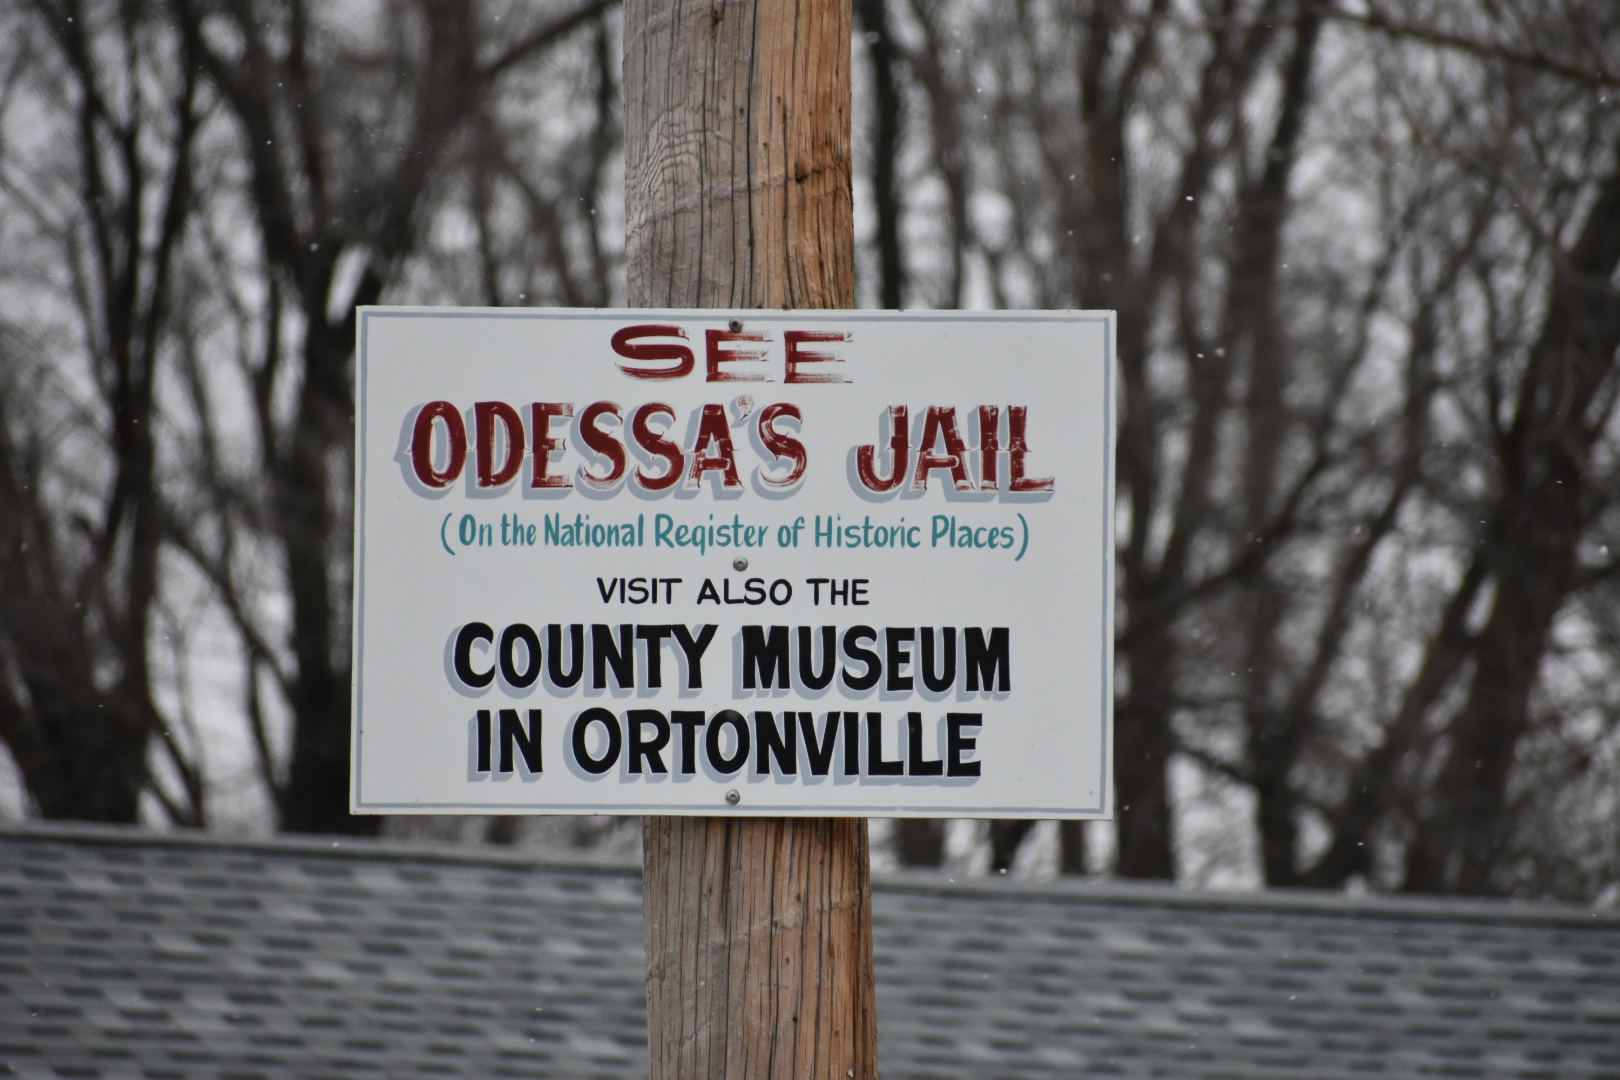 SEE
ODESSA'S JAIL
(On the National Register of Historic Places)
VISIT ALSO THE
COUNTY MUSEUM
IN ORTONVILLE